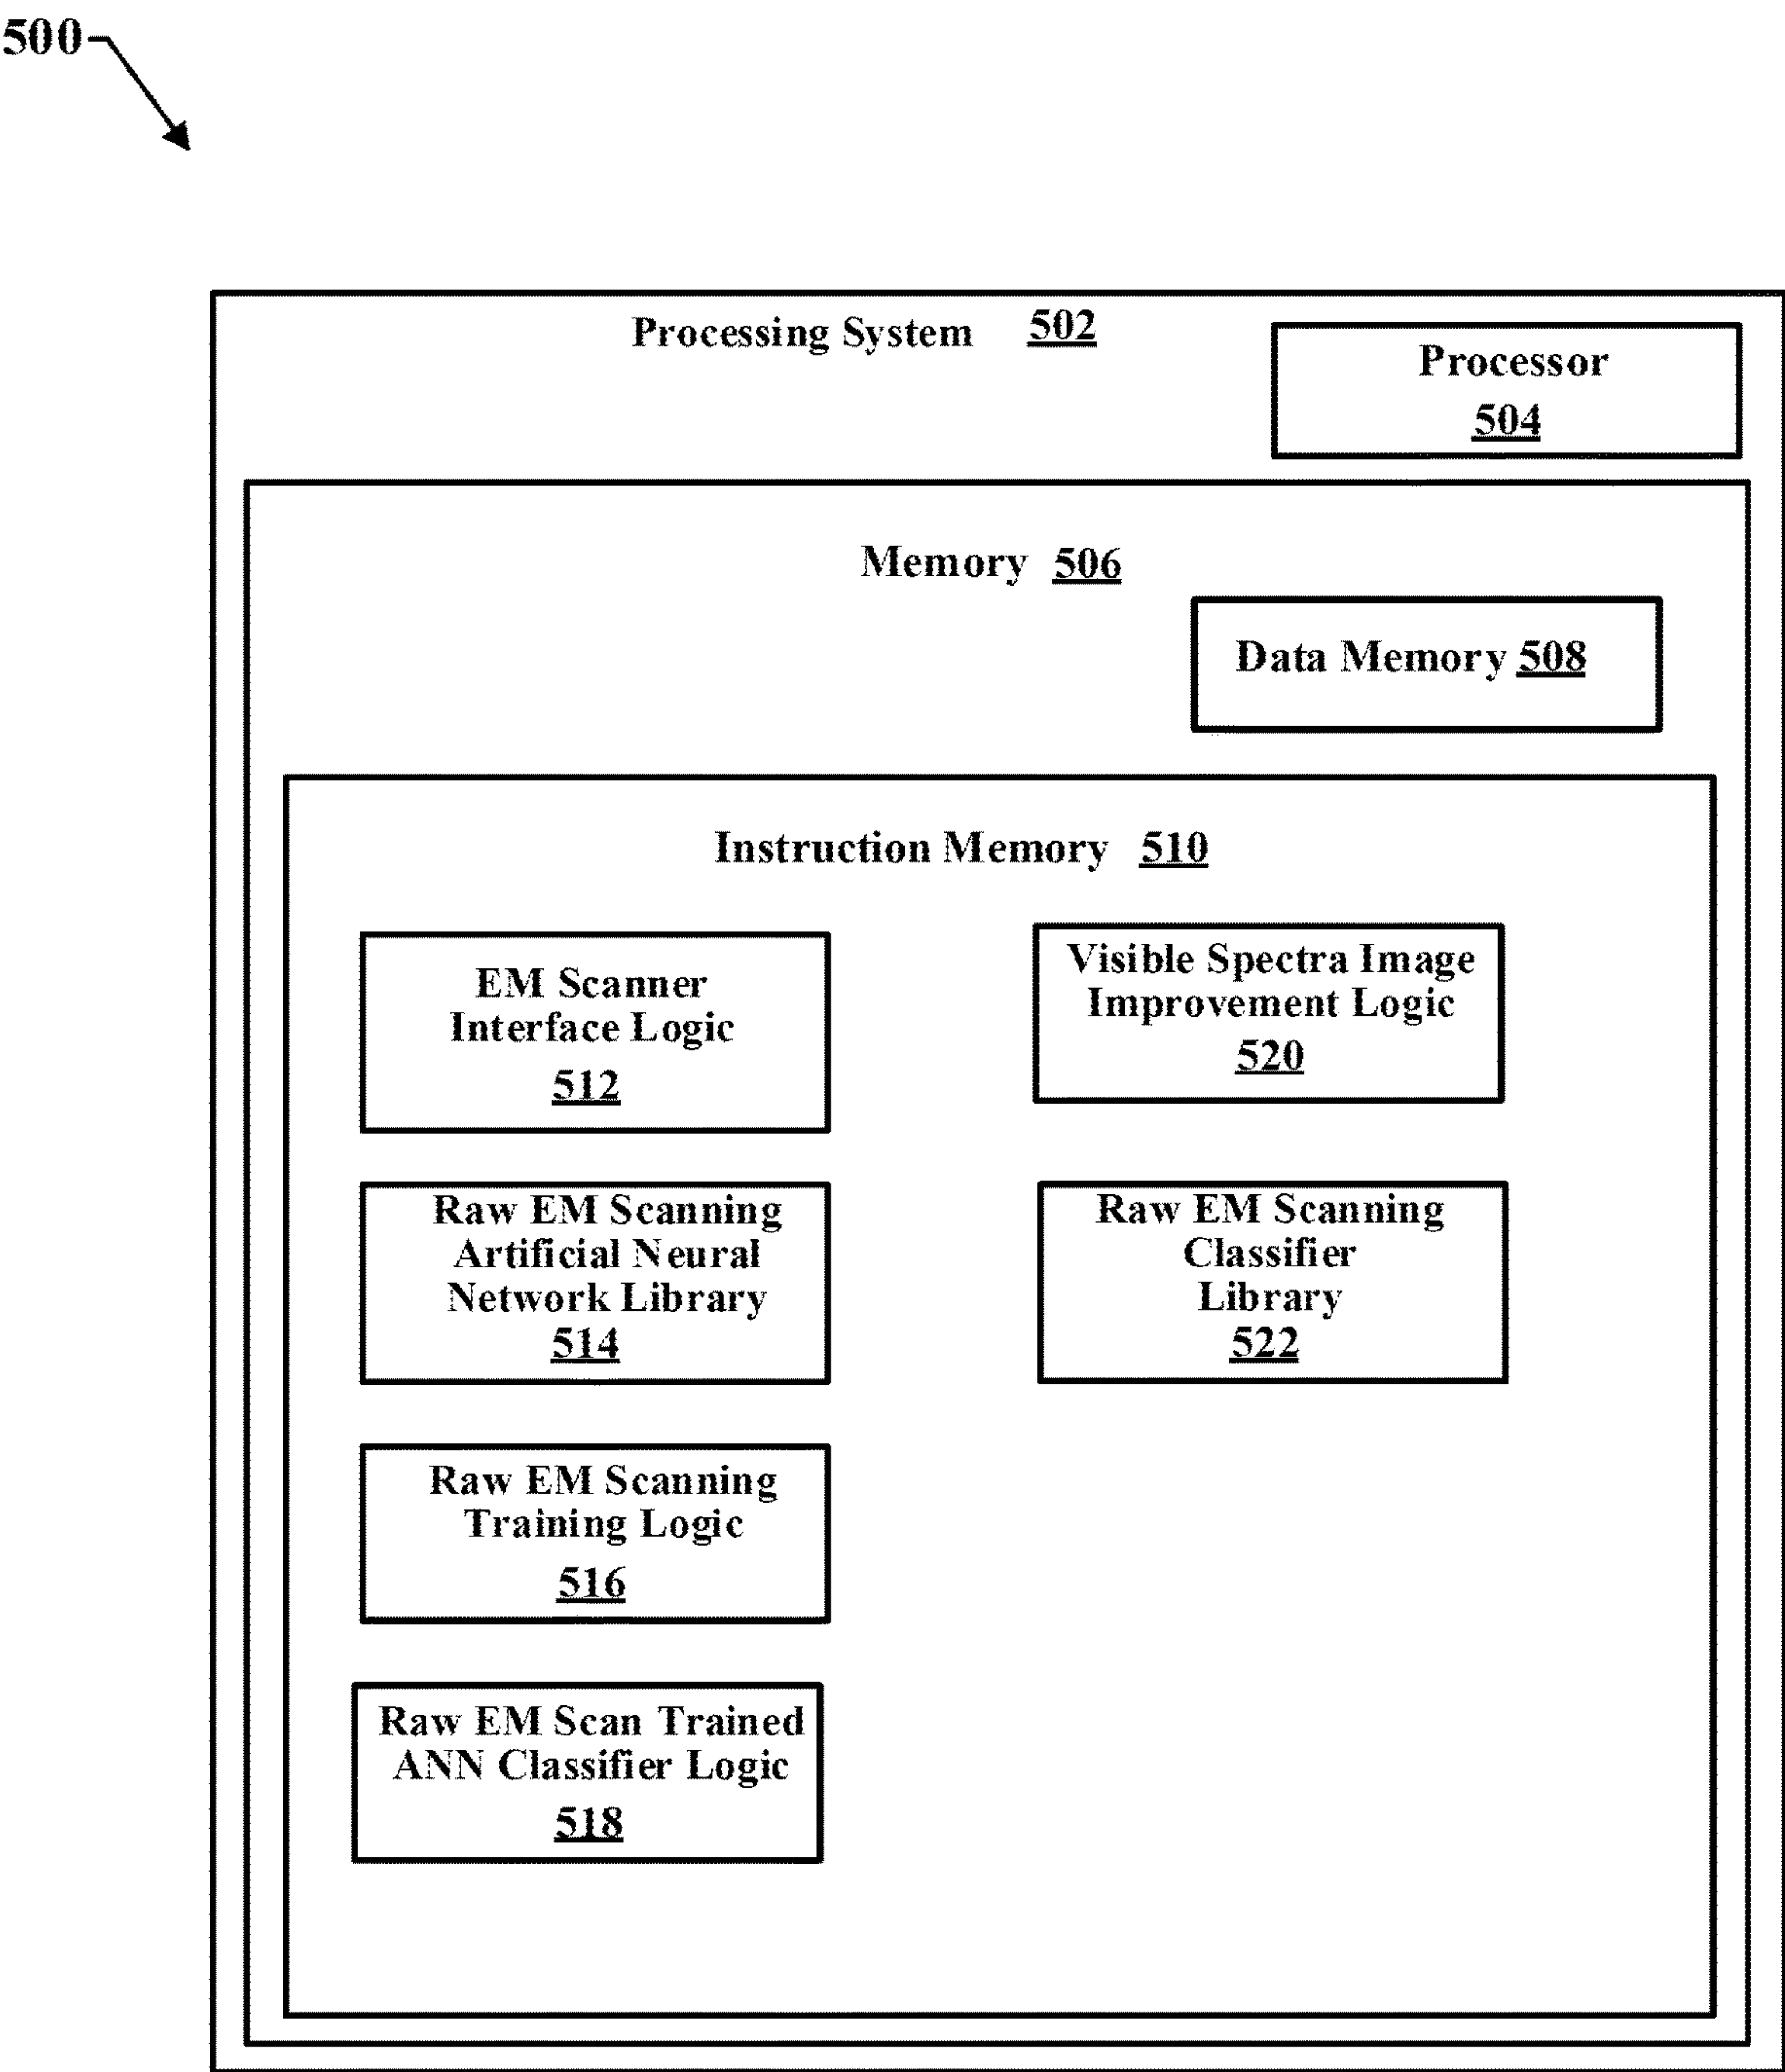 500
Processing System 502
Processor
504
Memory 506
Data Memory 508
Instruction Memory 510
EM Scanner
Interface Logic
512
Visible Spectra Image
Improvement Logic
520
Raw EM Scanning
Artificial Neural
Network Library
514
Raw EM Scanning
Classifier
Library
522
Raw EM Scanning
Training Logic
516
Raw EM Scan Trained
ANN Classifier Logic
518